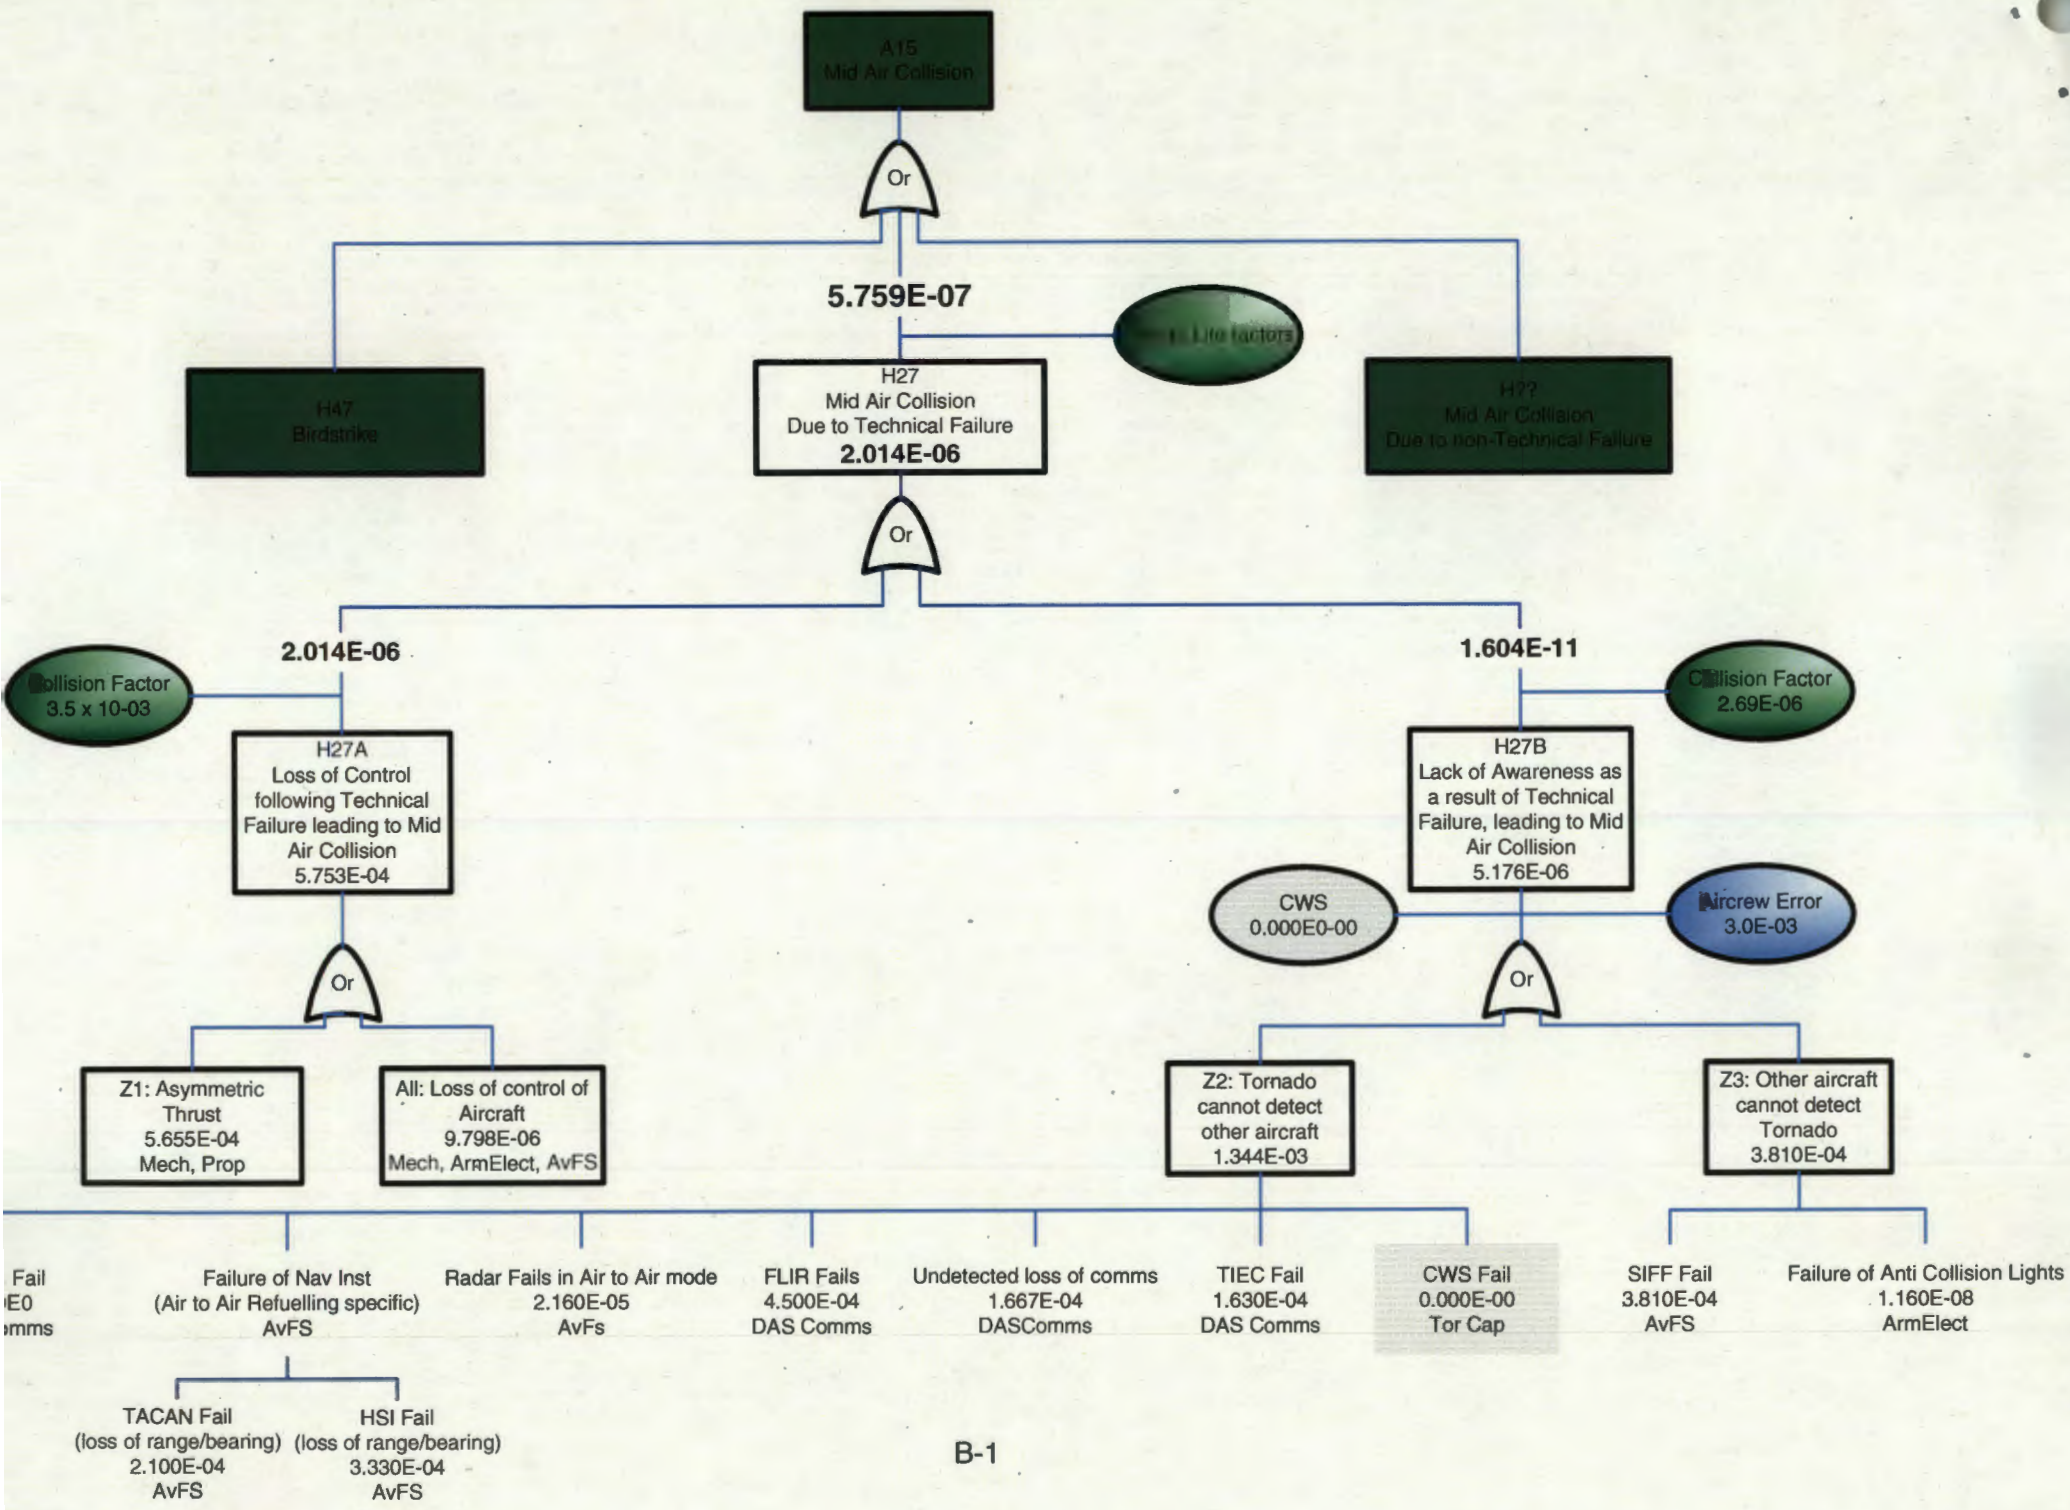 A15
Mid Air Collision
Or
5.759E-07
Life factors
H47
Birdstrike
H27
Mid Air Collision
Due to Technical Failure
2.014E-06
H??
Mid Air Collision
Due to non-Technical Failure
Or
2.014E-06
1.604E-11
Collision Factor
3.5 x 10-03
Collision Factor
2.69E-06
H27A
Loss of Control
following Technical
Failure leading to Mid
Air Collision
5.753E-04
H27B
Lack of Awareness as
a result of Technical
Failure, leading to Mid
Air Collision
5.176E-06
CWS
0.000E0-00
Aircrew Error
3.0E-03
Or
Or
Z1: Asymmetric
Thrust
5.655E-04
Mech, Prop
All: Loss of control of
Aircraft
9.798E-06
Mech, ArmElect, AvFS
Z2: Tornado
cannot detect
other aircraft
1.344E-03
Z3: Other aircraft
cannot detect
Tornado
3.810E-04
Fail
E0
omms
Failure of Nav Inst
(Air to Air Refuelling specific)
AvFS
Radar Fails in Air to Air mode
2.160E-05
AvFs
FLIR Fails
4.500E-04
DAS Comms
Undetected loss of comms
1.667E-04
DASComms
TIEC Fail
1.630E-04
DAS Comms
CWS Fail
0.000E-00
Tor Cap
SIFF Fail
3.810E-04
AvFS
Failure of Anti Collision Lights
1.160E-08
ArmElect
TACAN Fail
(loss of range/bearing)
2.100E-04
AvFS
HSI Fail
(loss of range/bearing)
3.330E-04
AvFS
B-1